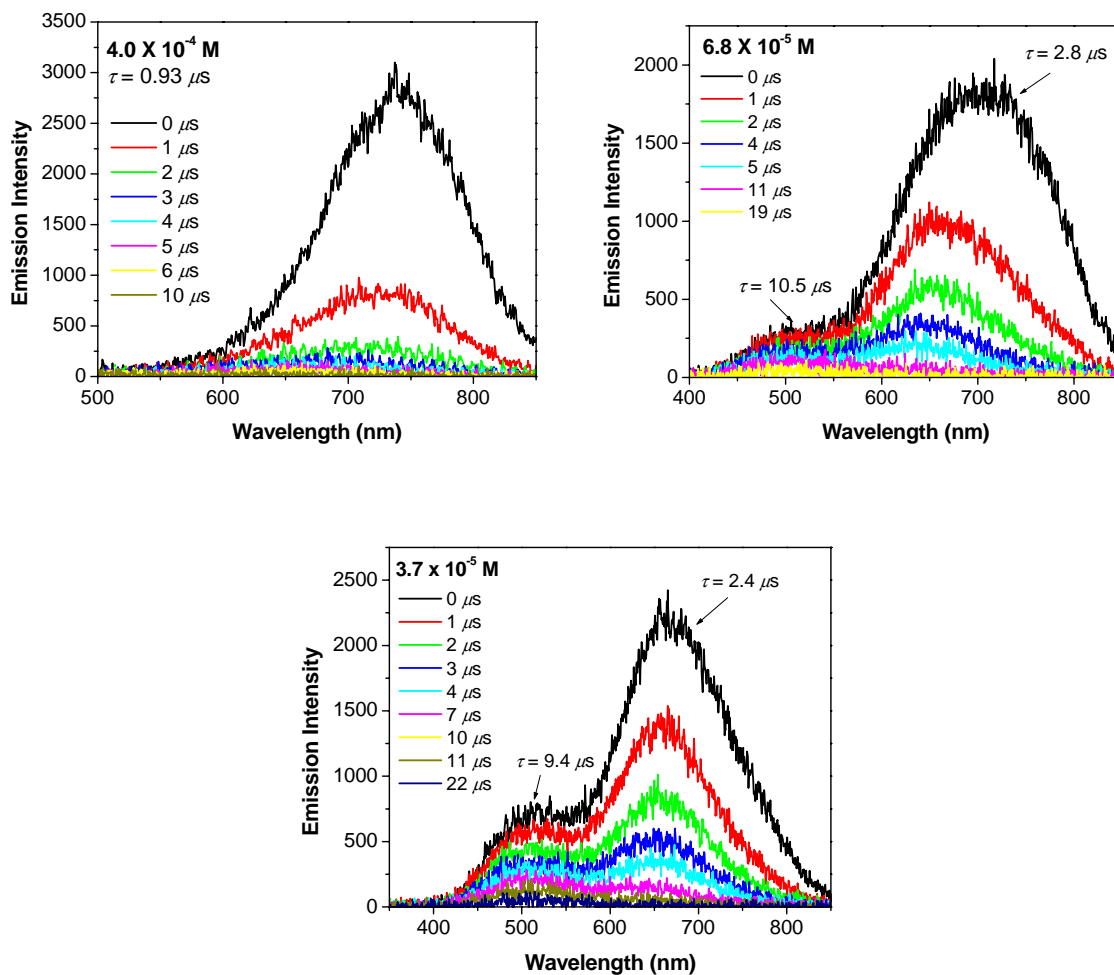 4.0 X 10⁻⁴ M
τ = 0.93 μs
0 μs
1 μs
2 μs
3 μs
4 μs
5 μs
6 μs
10 μs
3500
3000
2500
2000
1500
1000
500
0
Emission Intensity
500 600 700 800
Wavelength (nm)
6.8 X 10⁻⁵ M
0 μs
1 μs
2 μs
4 μs
5 μs
11 μs
19 μs
τ = 2.8 μs
τ = 10.5 μs
2000
1500
1000
500
0
Emission Intensity
400 500 600 700 800
Wavelength (nm)
3.7 x 10⁻⁵ M
0 μs
1 μs
2 μs
3 μs
4 μs
7 μs
10 μs
11 μs
22 μs
τ = 2.4 μs
τ = 9.4 μs
2500
2000
1500
1000
500
0
Emission Intensity
400 500 600 700 800
Wavelength (nm)